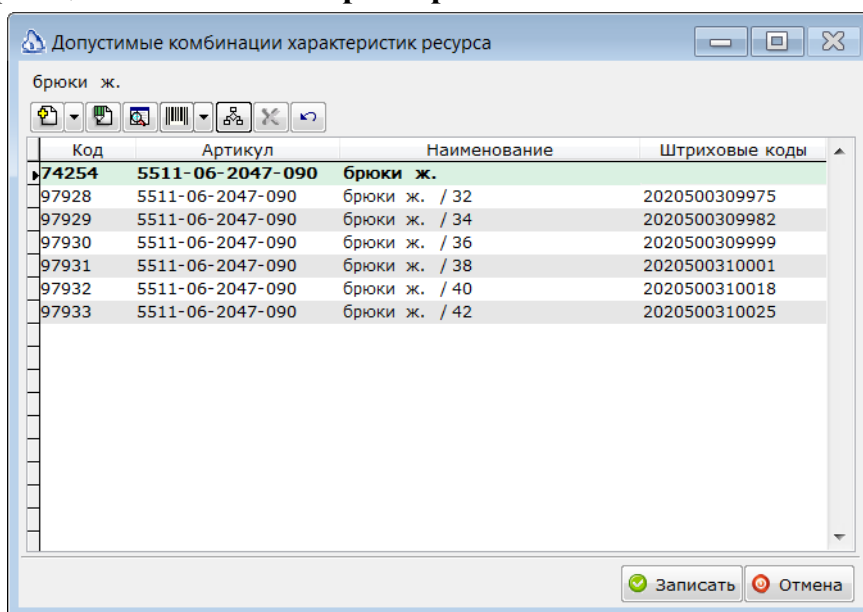 Допустимые комбинации характеристик ресурса
брюки ж.
Код Артикул Наименование Штриховые коды
74254 5511-06-2047-090 брюки ж.
97928 5511-06-2047-090 брюки ж. / 32 2020500309975
97929 5511-06-2047-090 брюки ж. / 34 2020500309982
97930 5511-06-2047-090 брюки ж. / 36 2020500309999
97931 5511-06-2047-090 брюки ж. / 38 2020500310001
97932 5511-06-2047-090 брюки ж. / 40 2020500310018
97933 5511-06-2047-090 брюки ж. / 42 2020500310025
Записать Отмена